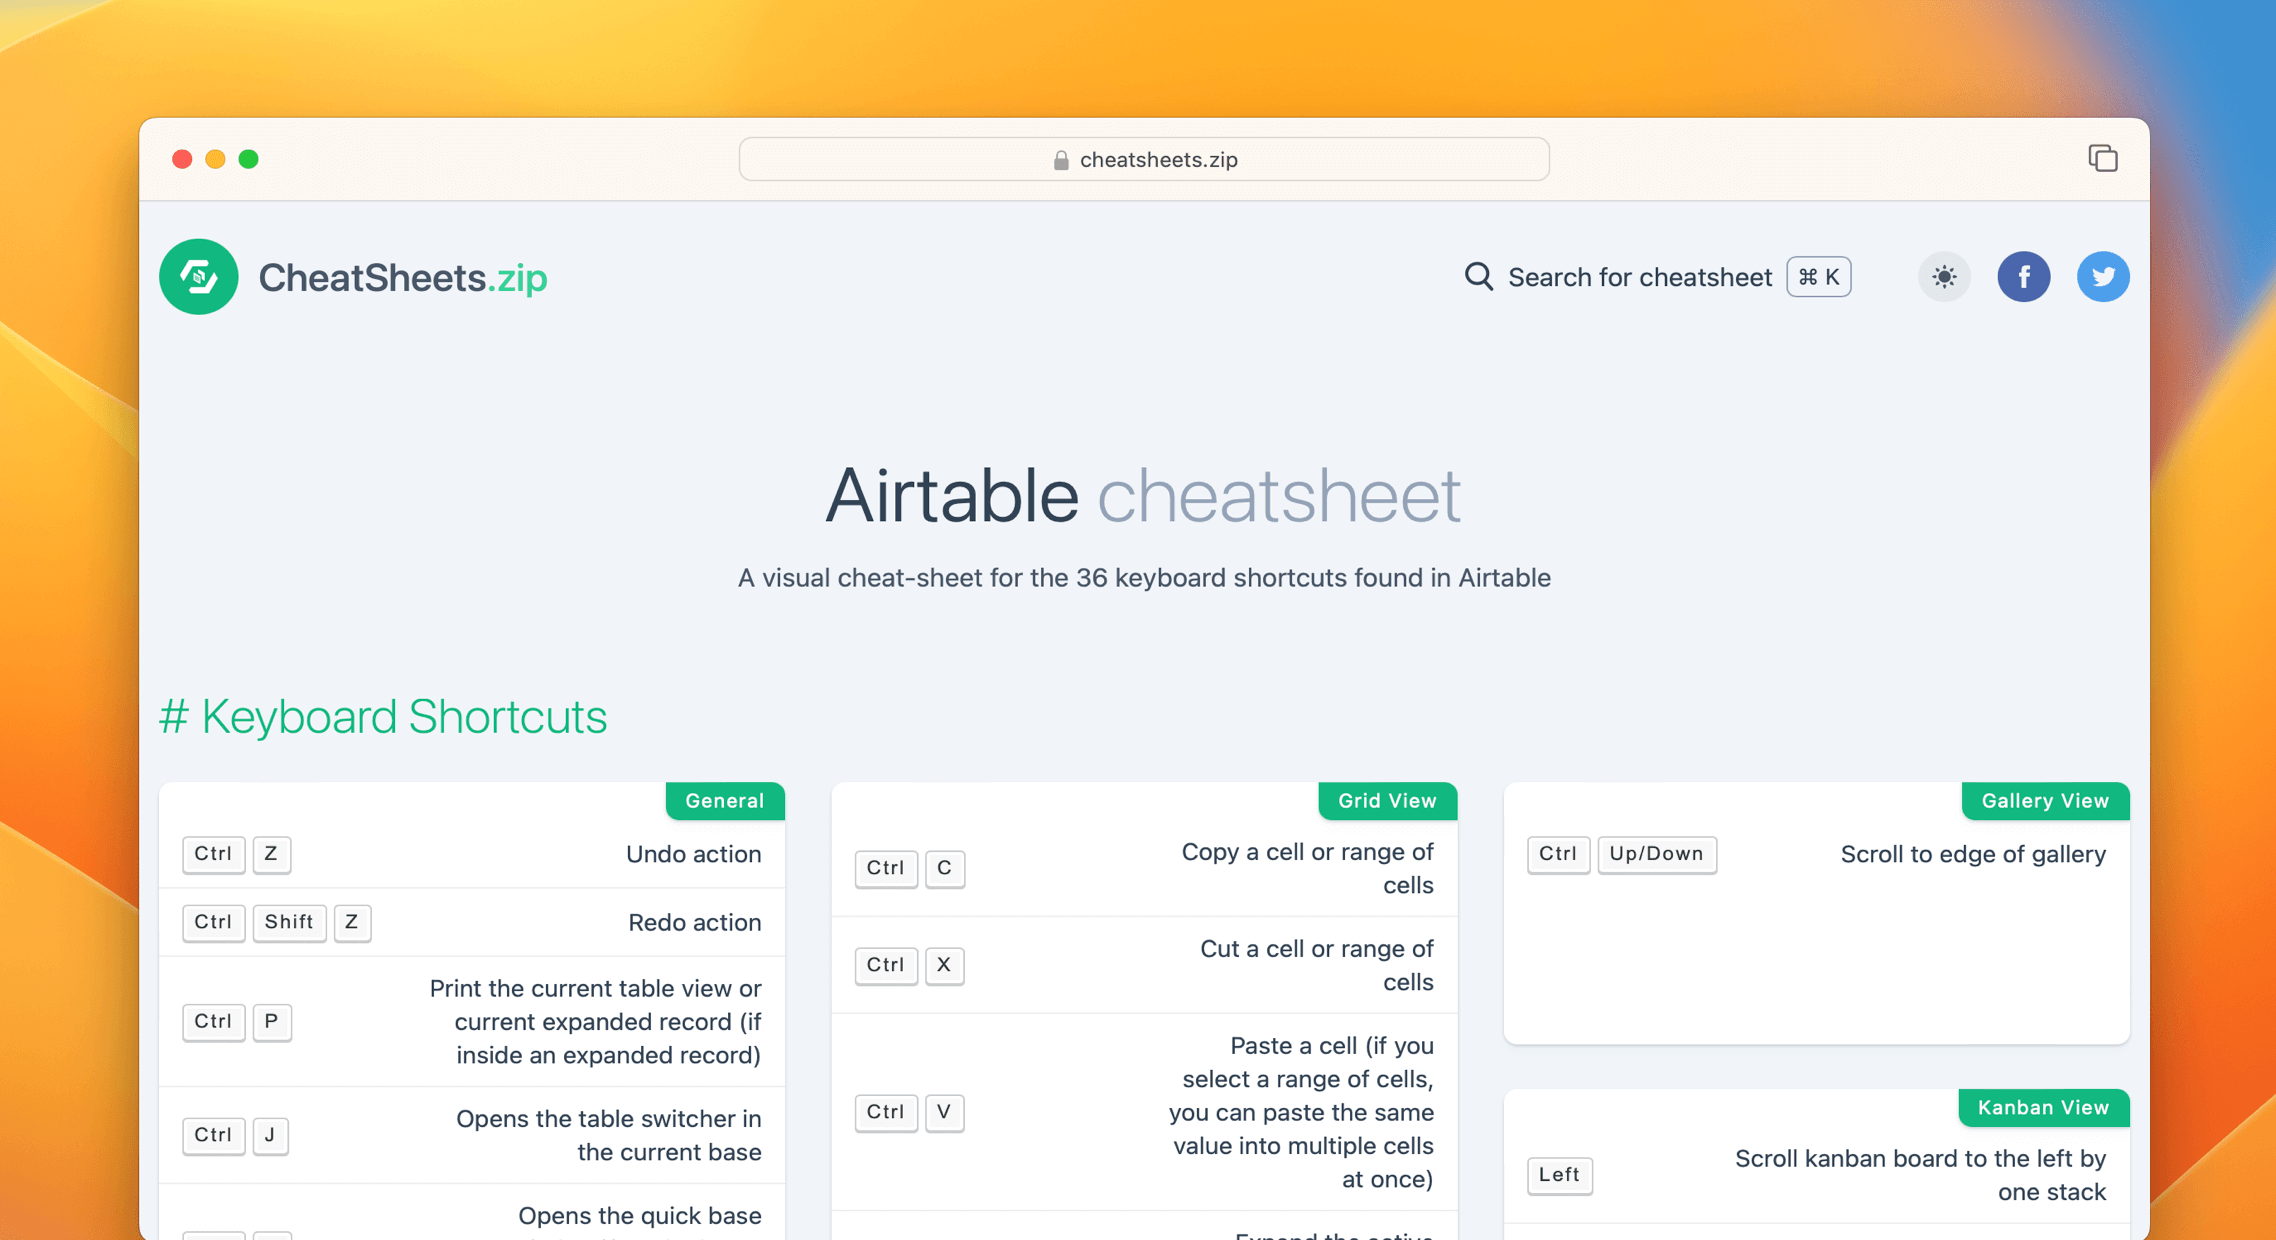 cheatsheets.zip
CheatSheets.zip
Search for cheatsheet ⌘ K
Airtable cheatsheet
A visual cheat-sheet for the 36 keyboard shortcuts found in Airtable
# Keyboard Shortcuts
General
Ctrl Z Undo action
Ctrl Shift Z Redo action
Ctrl P Print the current table view or
current expanded record (if
inside an expanded record)
Ctrl J Opens the table switcher in
the current base
Opens the quick base
Grid View
Ctrl C Copy a cell or range of
cells
Ctrl X Cut a cell or range of
cells
Ctrl V Paste a cell (if you
select a range of cells,
you can paste the same
value into multiple cells
at once)
Expand the active
Gallery View
Ctrl Up/Down Scroll to edge of gallery
Kanban View
Left Scroll kanban board to the left by
one stack